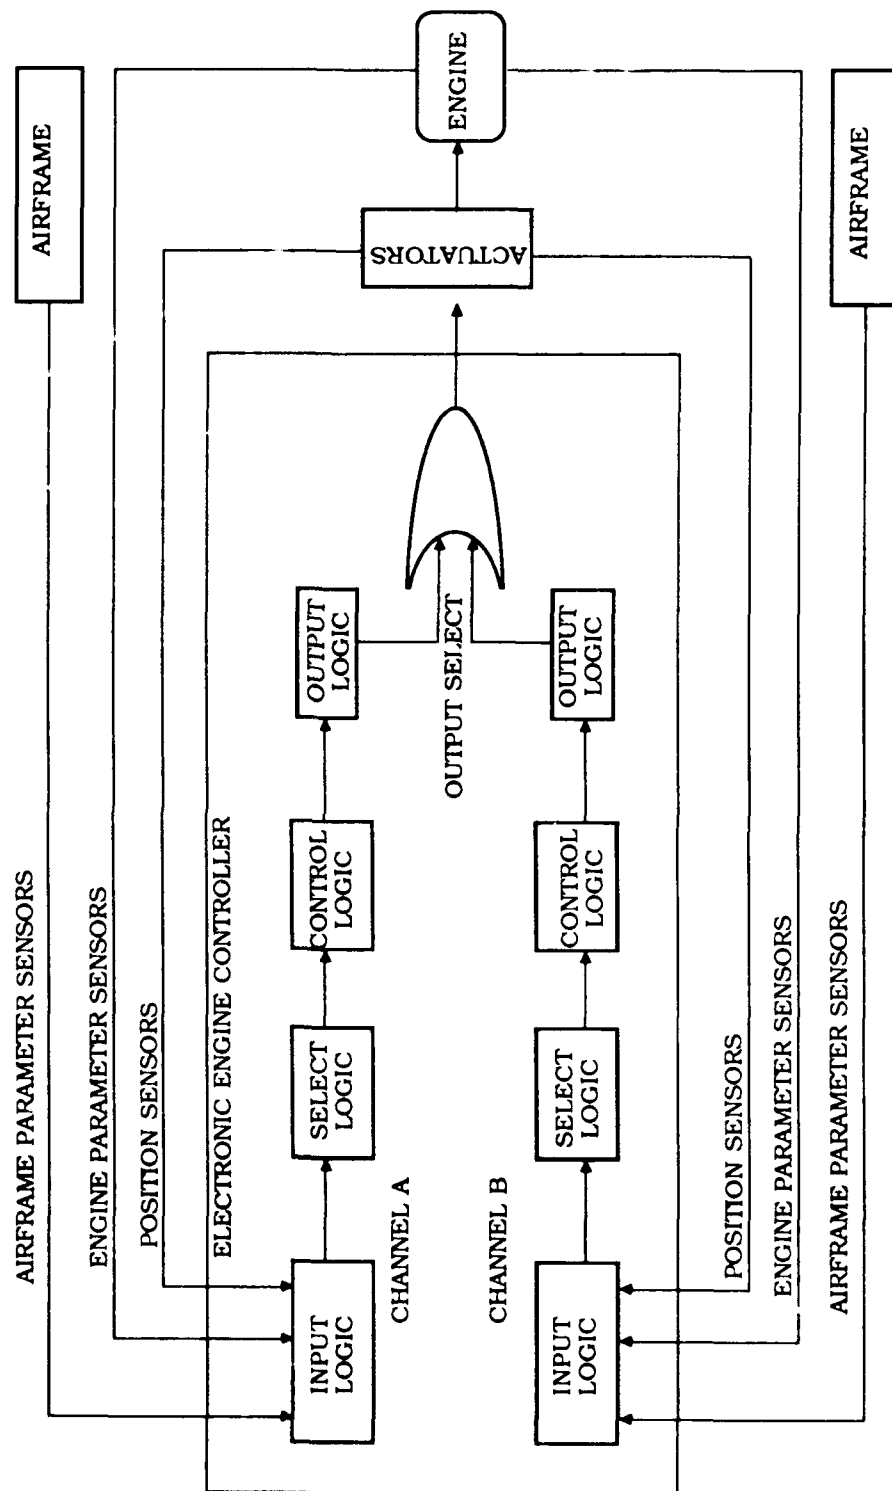 AIRFRAME
AIRFRAME PARAMETER SENSORS
ENGINE PARAMETER SENSORS
POSITION SENSORS
ELECTRONIC ENGINE CONTROLLER
INPUT
LOGIC
SELECT
LOGIC
CONTROL
LOGIC
OUTPUT
LOGIC
CHANNEL A
OUTPUT SELECT
ACTUATORS
ENGINE
CHANNEL B
INPUT
LOGIC
SELECT
LOGIC
CONTROL
LOGIC
OUTPUT
LOGIC
POSITION SENSORS
ENGINE PARAMETER SENSORS
AIRFRAME PARAMETER SENSORS
AIRFRAME